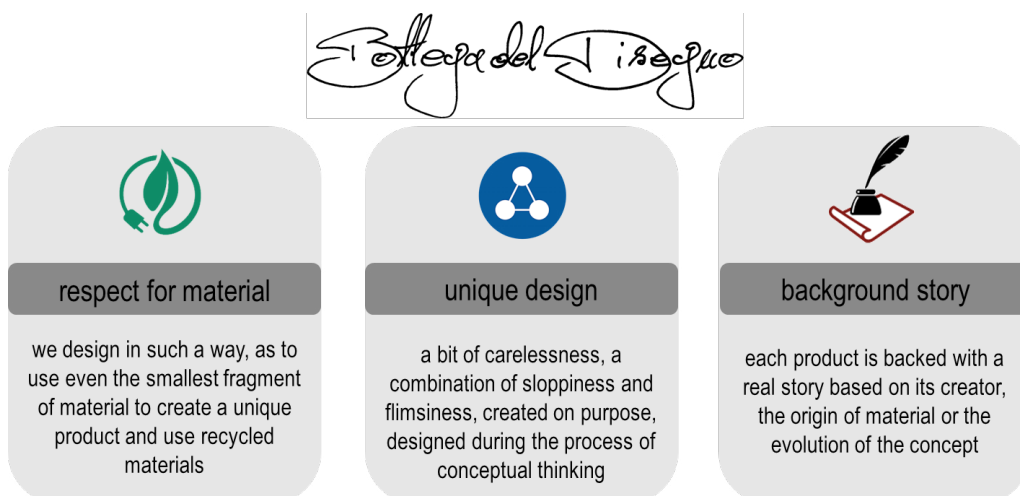 Bottega del Disegno
respect for material
we design in such a way, as to
use even the smallest fragment
of material to create a unique
product and use recycled
materials
unique design
a bit of carelessness, a
combination of sloppiness and
flimsiness, created on purpose,
designed during the process of
conceptual thinking
background story
each product is backed with a
real story based on its creator,
the origin of material or the
evolution of the concept